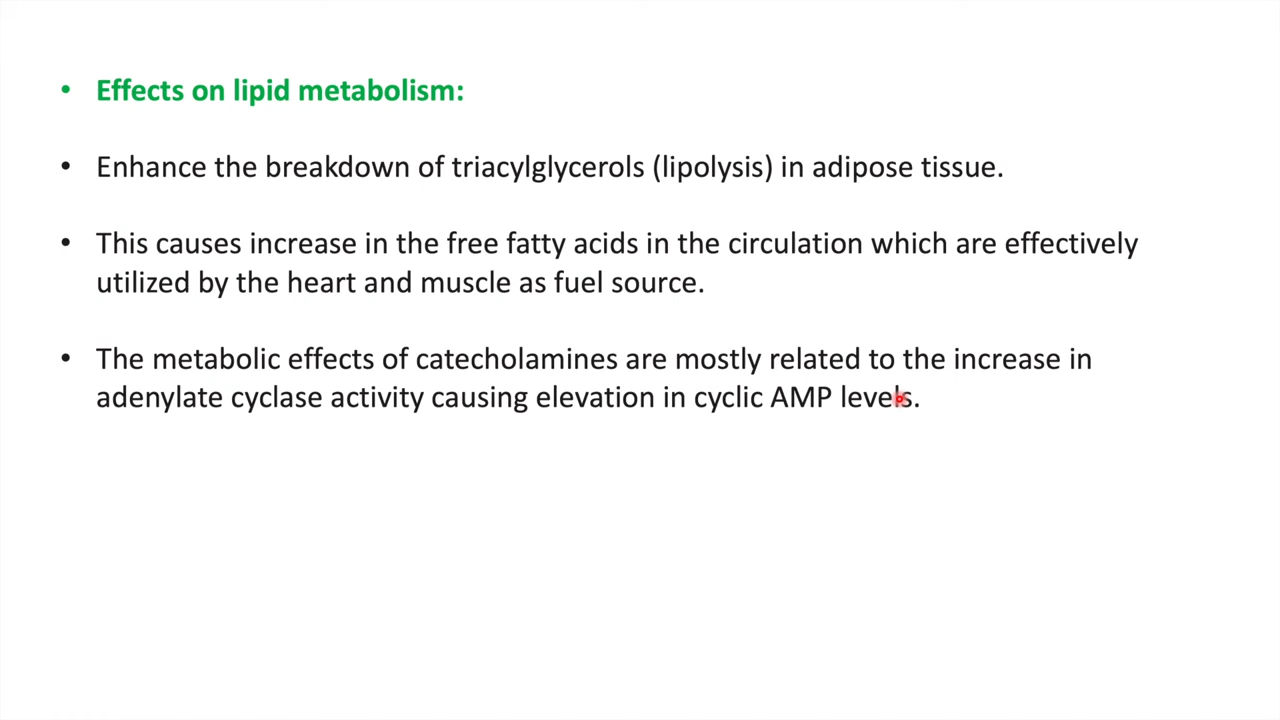 • Effects on lipid metabolism:
• Enhance the breakdown of triacylglycerols (lipolysis) in adipose tissue.
• This causes increase in the free fatty acids in the circulation which are effectively
utilized by the heart and muscle as fuel source.
• The metabolic effects of catecholamines are mostly related to the increase in
adenylate cyclase activity causing elevation in cyclic AMP levels.